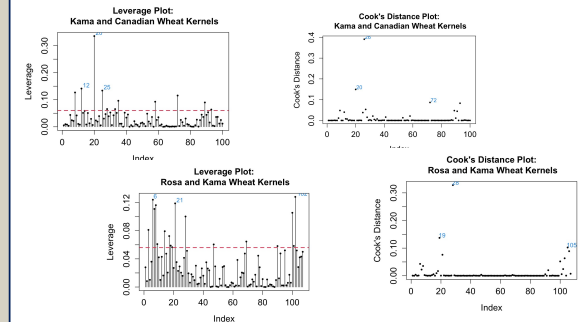 Leverage Plot:
Kama and Canadian Wheat Kernels
Leverage
0.30
0.20
0.10
0.00
12
25
0 20 40 60 80 100
Index
Cook's Distance Plot:
Kama and Canadian Wheat Kernels
Cook's Distance
0.4
0.3
0.2
0.1
0.0
20
72
0 20 40 60 80 100
Leverage Plot:
Rosa and Kama Wheat Kernels
Leverage
0.12
0.08
0.04
0.00
6
21
0 20 40 60 80 100
Index
Cook's Distance Plot:
Rosa and Kama Wheat Kernels
Cook's Distance
0.30
0.20
0.10
0.00
19
105
0 20 40 60 80 100
Index